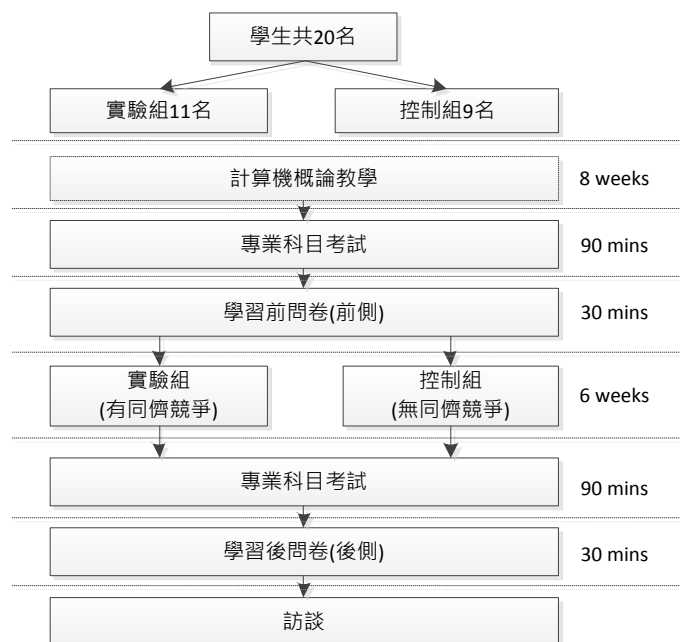 學生共20名
實驗組11名
控制組9名
計算機概論教學
8 weeks
專業科目考試
90 mins
學習前問卷(前側)
30 mins
實驗組
(有同儕競爭)
控制組
(無同儕競爭)
6 weeks
專業科目考試
90 mins
學習後問卷(後側)
30 mins
訪談